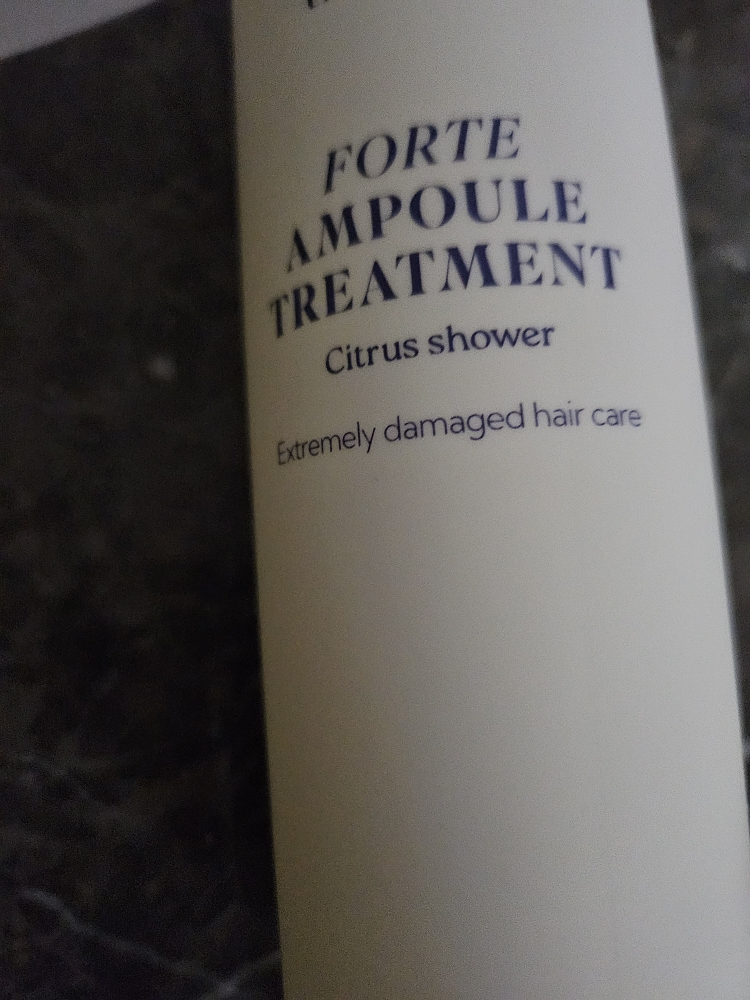 FORTE
AMPOULE
TREATMENT
Citrus shower
Extremely damaged hair care